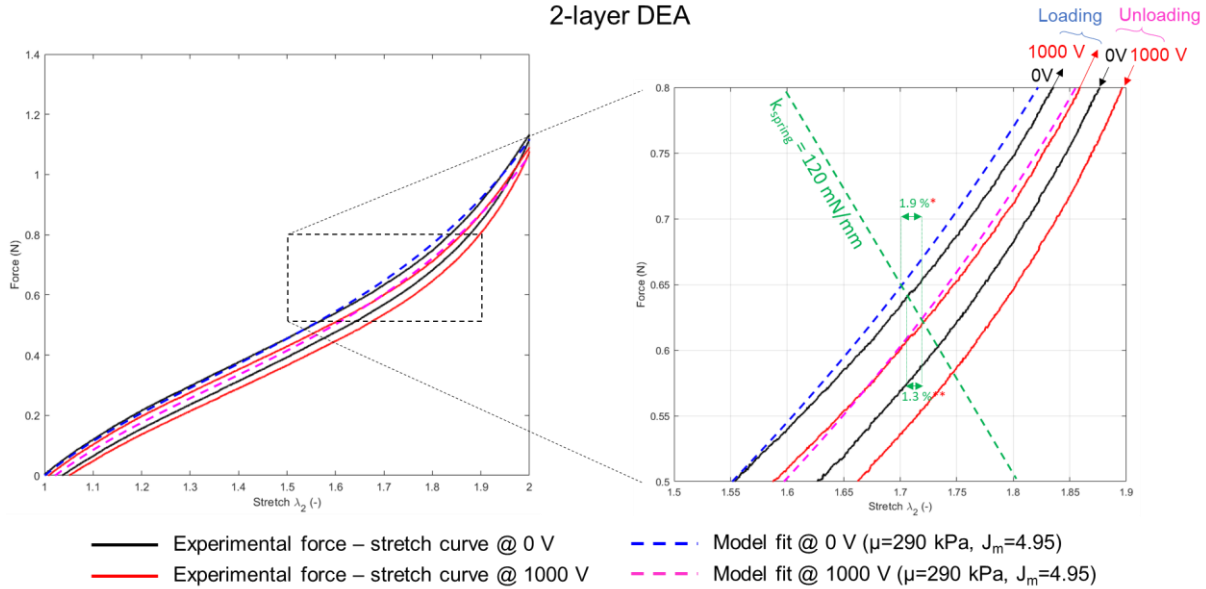 2-layer DEA
Loading
Unloading
1000 V
0V
0V
1000 V
1.4
1.2
1
0.8
0.6
0.4
0.2
0
Force (N)
1
1.1
1.2
1.3
1.4
1.5
1.6
1.7
1.8
1.9
2
Stretch λ₂ (-)
0.8
0.75
0.7
0.65
0.6
0.55
0.5
Force (N)
kspring = 120 mN/mm
1.9 %*
1.3 %**
1.5
1.55
1.6
1.65
1.7
1.75
1.8
1.85
1.9
Stretch λ₂ (-)
Experimental force – stretch curve @ 0 V
Model fit @ 0 V (µ=290 kPa, Jm=4.95)
Experimental force – stretch curve @ 1000 V
Model fit @ 1000 V (µ=290 kPa, Jm=4.95)